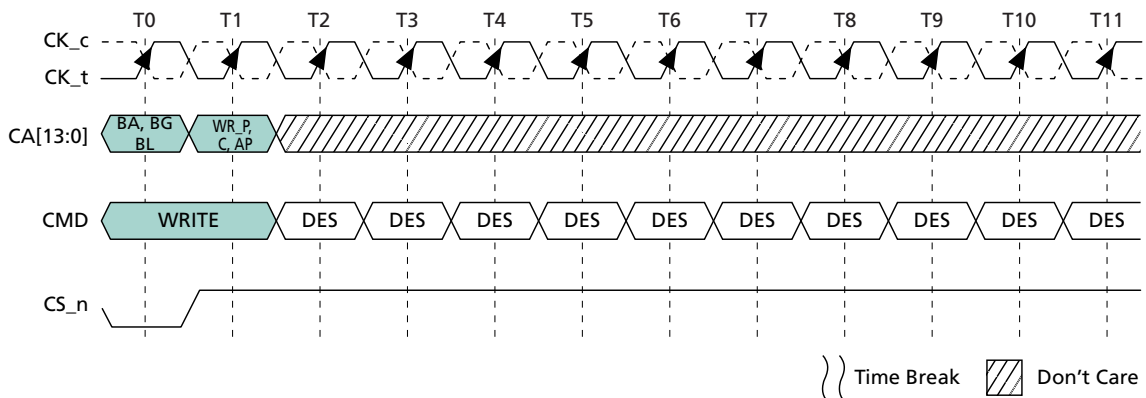 T0 T1 T2 T3 T4 T5 T6 T7 T8 T9 T10 T11
CK_c
CK_t
CA[13:0]
BA, BG
BL
WR_P,
C, AP
CMD
WRITE DES DES DES DES DES DES DES DES DES DES
CS_n
Time Break
Don't Care